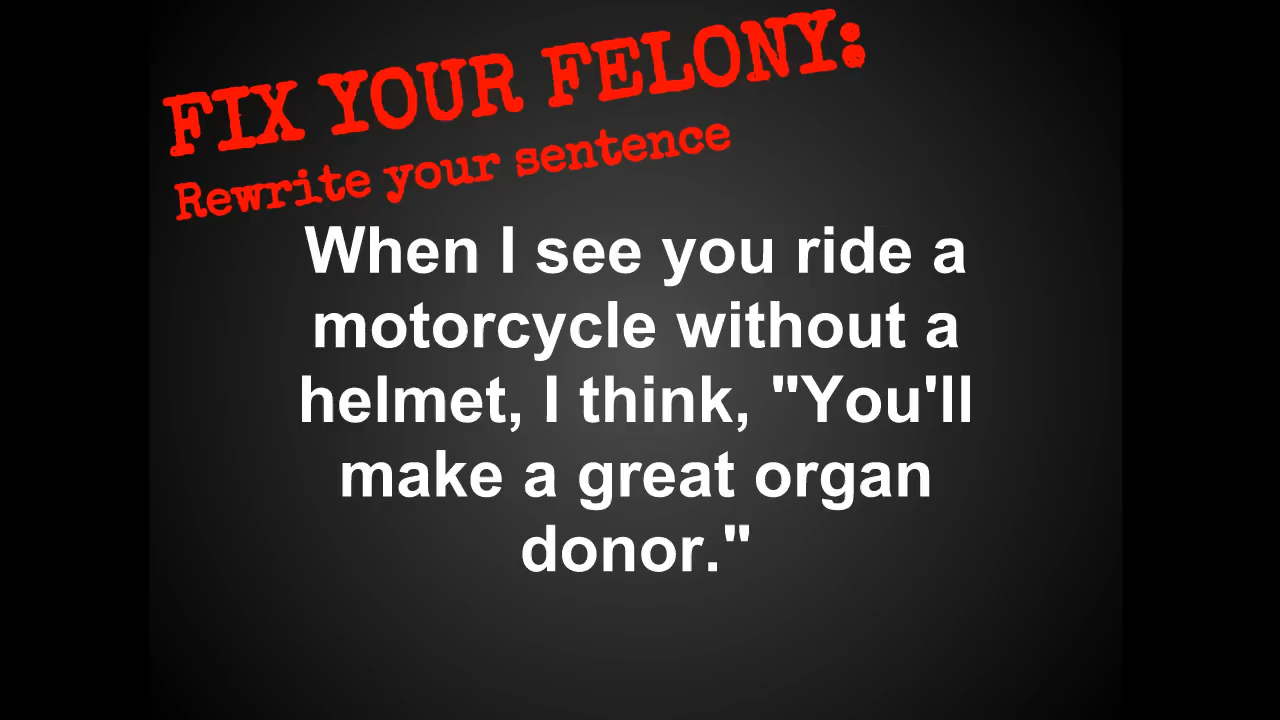 FIX YOUR FELONY:
Rewrite your sentence
When I see you ride a
motorcycle without a
helmet, I think, "You'll
make a great organ
donor."